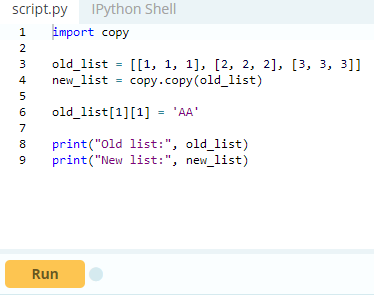 script.py IPython Shell
1 import copy
2
3 old_list = [[1, 1, 1], [2, 2, 2], [3, 3, 3]]
4 new_list = copy.copy(old_list)
5
6 old_list[1][1] = 'AA'
7
8 print("Old list:", old_list)
9 print("New list:", new_list)
Run